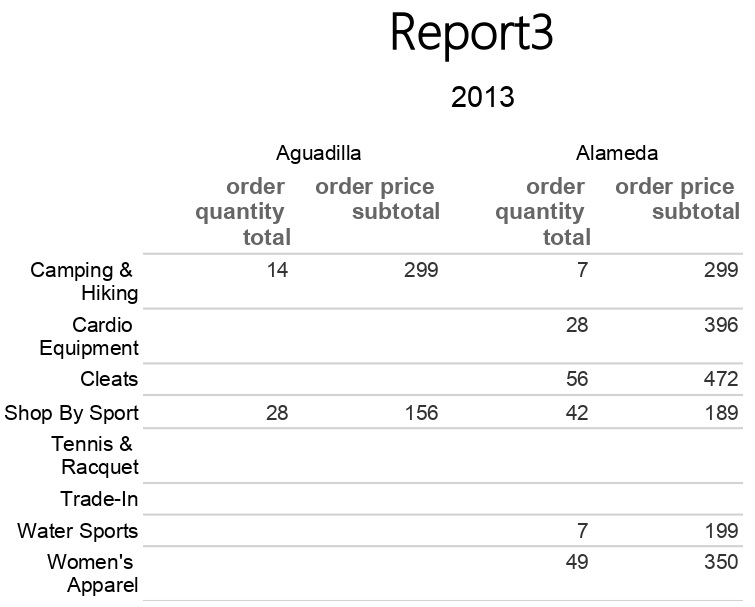 Report3
2013
Aguadilla Alameda
order order price order order price
quantity subtotal quantity subtotal
total total
Camping & 14 299 7 299
Hiking
Cardio 28 396
Equipment
Cleats 56 472
Shop By Sport 28 156 42 189
Tennis &
Racquet
Trade-In
Water Sports 7 199
Women's 49 350
Apparel